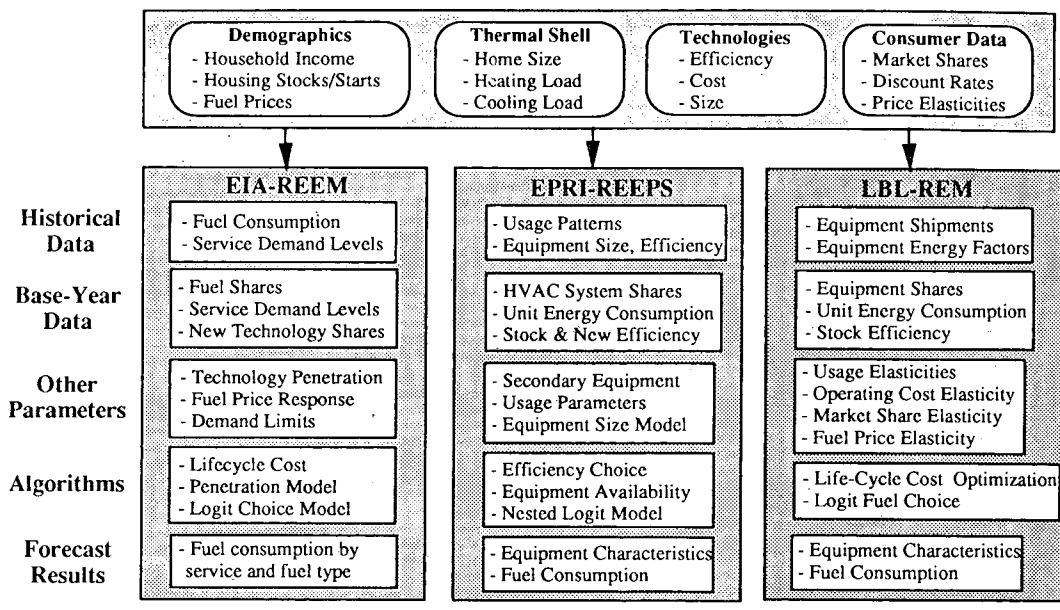 Demographics
- Household Income
- Housing Stocks/Starts
- Fuel Prices
Thermal Shell
- Home Size
- Heating Load
- Cooling Load
Technologies
- Efficiency
- Cost
- Size
Consumer Data
- Market Shares
- Discount Rates
- Price Elasticities
EIA-REEM
EPRI-REEPS
LBL-REM
Historical
Data
- Fuel Consumption
- Service Demand Levels
- Usage Patterns
- Equipment Size, Efficiency
- Equipment Shipments
- Equipment Energy Factors
Base-Year
Data
- Fuel Shares
- Service Demand Levels
- New Technology Shares
- HVAC System Shares
- Unit Energy Consumption
- Stock & New Efficiency
- Equipment Shares
- Unit Energy Consumption
- Stock Efficiency
Other
Parameters
- Technology Penetration
- Fuel Price Response
- Demand Limits
- Secondary Equipment
- Usage Parameters
- Equipment Size Model
- Usage Elasticities
- Operating Cost Elasticity
- Market Share Elasticity
- Fuel Price Elasticity
Algorithms
- Lifecycle Cost
- Penetration Model
- Logit Choice Model
- Efficiency Choice
- Equipment Availability
- Nested Logit Model
- Life-Cycle Cost Optimization
- Logit Fuel Choice
Forecast
Results
- Fuel consumption by
service and fuel type
- Equipment Characteristics
- Fuel Consumption
- Equipment Characteristics
- Fuel Consumption